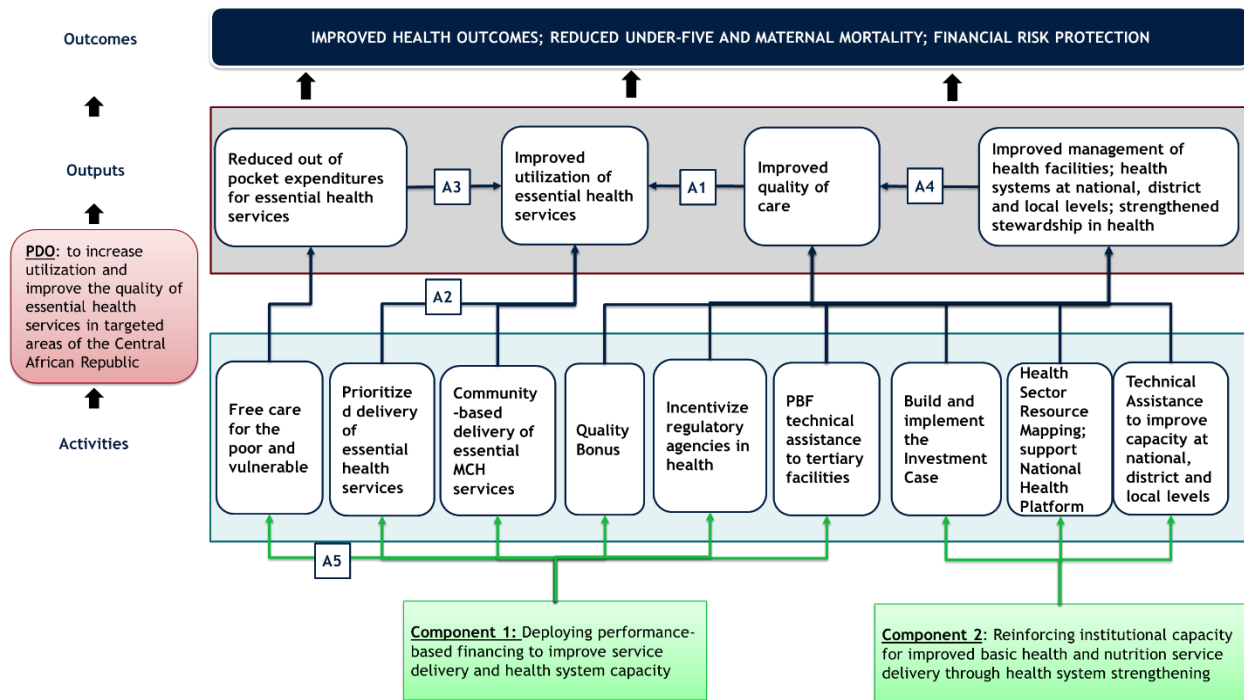 Outcomes
IMPROVED HEALTH OUTCOMES; REDUCED UNDER-FIVE AND MATERNAL MORTALITY; FINANCIAL RISK PROTECTION
Outputs
Reduced out of
pocket expenditures
for essential health
services
A3
Improved
utilization of
essential health
services
A1
Improved
quality of
care
A4
Improved management of
health facilities; health
systems at national, district
and local levels; strengthened
stewardship in health
PDO: to increase
utilization and
improve the quality of
essential health
services in targeted
areas of the Central
African Republic
A2
Activities
Free care
for the
poor and
vulnerable
Prioritize
d delivery
of
essential
health
services
Community
-based
delivery of
essential
MCH
services
Quality
Bonus
Incentivize
regulatory
agencies in
health
PBF
technical
assistance
to tertiary
facilities
Build and
implement
the
Investment
Case
Health
Sector
Resource
Mapping;
support
National
Health
Platform
Technical
Assistance
to improve
capacity at
national,
district
and local
levels
A5
Component 1: Deploying performance-
based financing to improve service
delivery and health system capacity
Component 2: Reinforcing institutional capacity
for improved basic health and nutrition service
delivery through health system strengthening